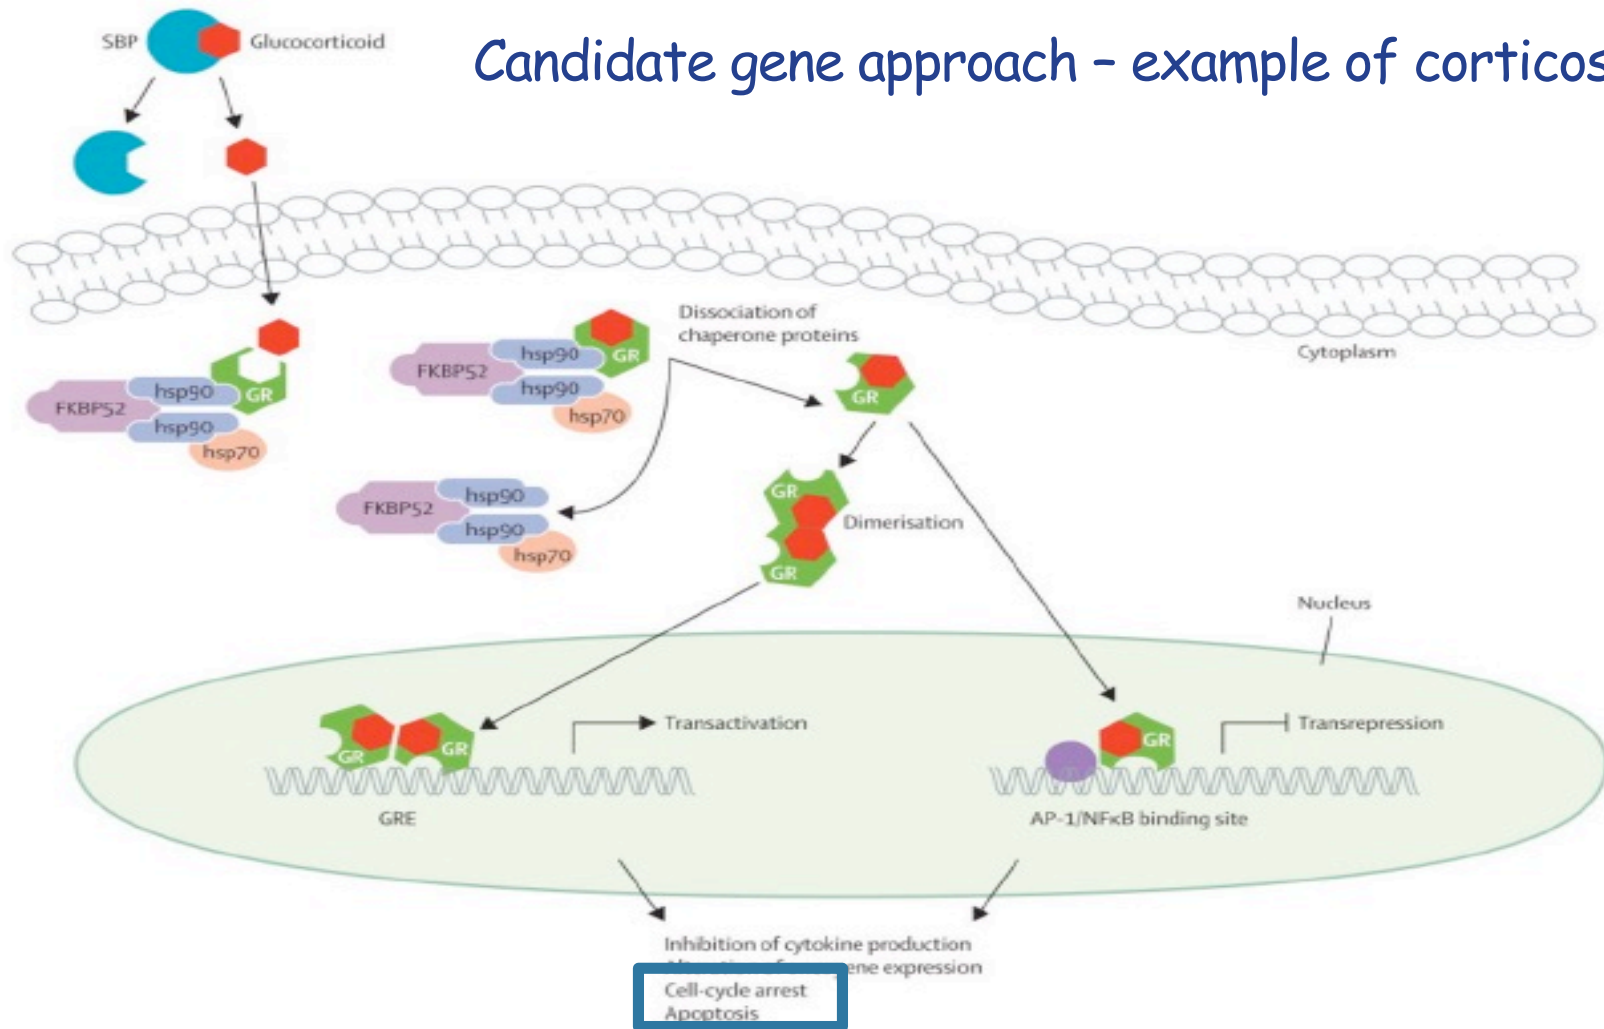 Candidate gene approach – example of corticos
SBP
Glucocorticoid
Dissociation of
chaperone proteins
Cytoplasm
hsp90
GR
FKBP52
hsp90
hsp70
hsp90
GR
FKBP52
hsp90
hsp70
GR
hsp90
FKBP52
hsp90
hsp70
GR
Dimerisation
GR
Nucleus
Transactivation
GR
GR
GRE
Transrepression
GR
AP-1/NFκB binding site
Inhibition of cytokine production
gene expression
Cell-cycle arrest
Apoptosis